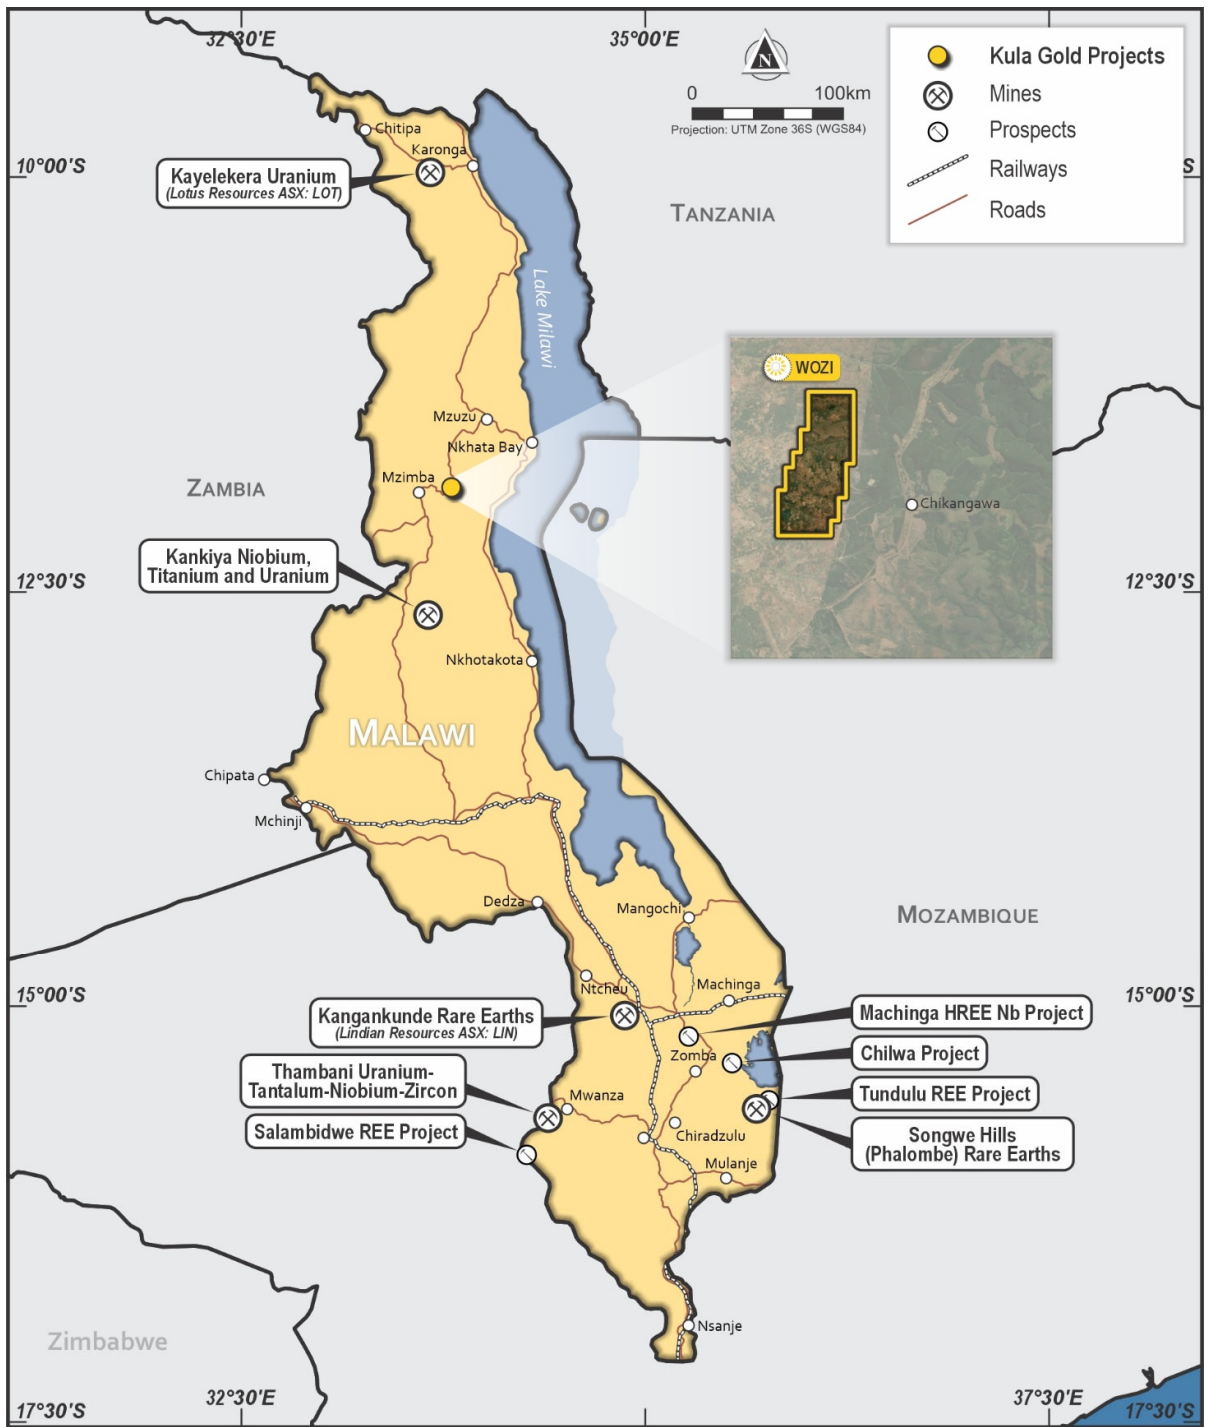 32°30'E
35°00'E
N
0 100km
Projection: UTM Zone 36S (WGS84)
Kula Gold Projects
Mines
Prospects
Railways
Roads
10°00'S
S
Chitipa
Karonga
Kayelekera Uranium
(Lotus Resources ASX: LOT)
TANZANIA
Lake Milawi
WOZI
Chikangawa
Mzuzu
Nkhata Bay
Mzimba
ZAMBIA
Kankiya Niobium,
Titanium and Uranium
12°30'S
12°30'S
Nkhotakota
MALAWI
Chipata
Mchinji
Dedza
Mangochi
MOZAMBIQUE
Ntcheu
Machinga
15°00'S
15°00'S
Kangankunde Rare Earths
(Lindian Resources ASX: LIN)
Machinga HREE Nb Project
Zomba
Chilwa Project
Thambani Uranium-
Tantalum-Niobium-Zircon
Mwanza
Tundulu REE Project
Salambidwe REE Project
Chiradzulu
Songwe Hills
(Phalombe) Rare Earths
Mulanje
Nsanje
Zimbabwe
32°30'E
37°30'E
17°30'S
17°30'S